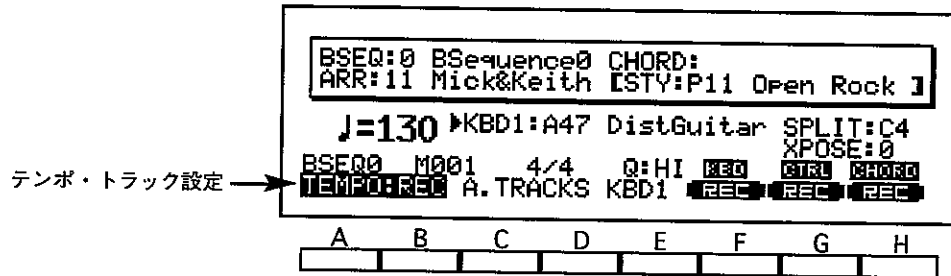 BSEQ:0 BSequence0 CHORD:
ARR:11 Mick&Keith [STY:P11 Open Rock ]
♩=130 ▶KBD1:A47 DistGuitar SPLIT:C4
XPOSE:0
BSEQ0 M001 4/4 Q:HI KBD CTRL CHORD
テンポ・トラック設定 TEMPO:REC A.TRACKS KBD1 REC REC REC
A B C D E F G H